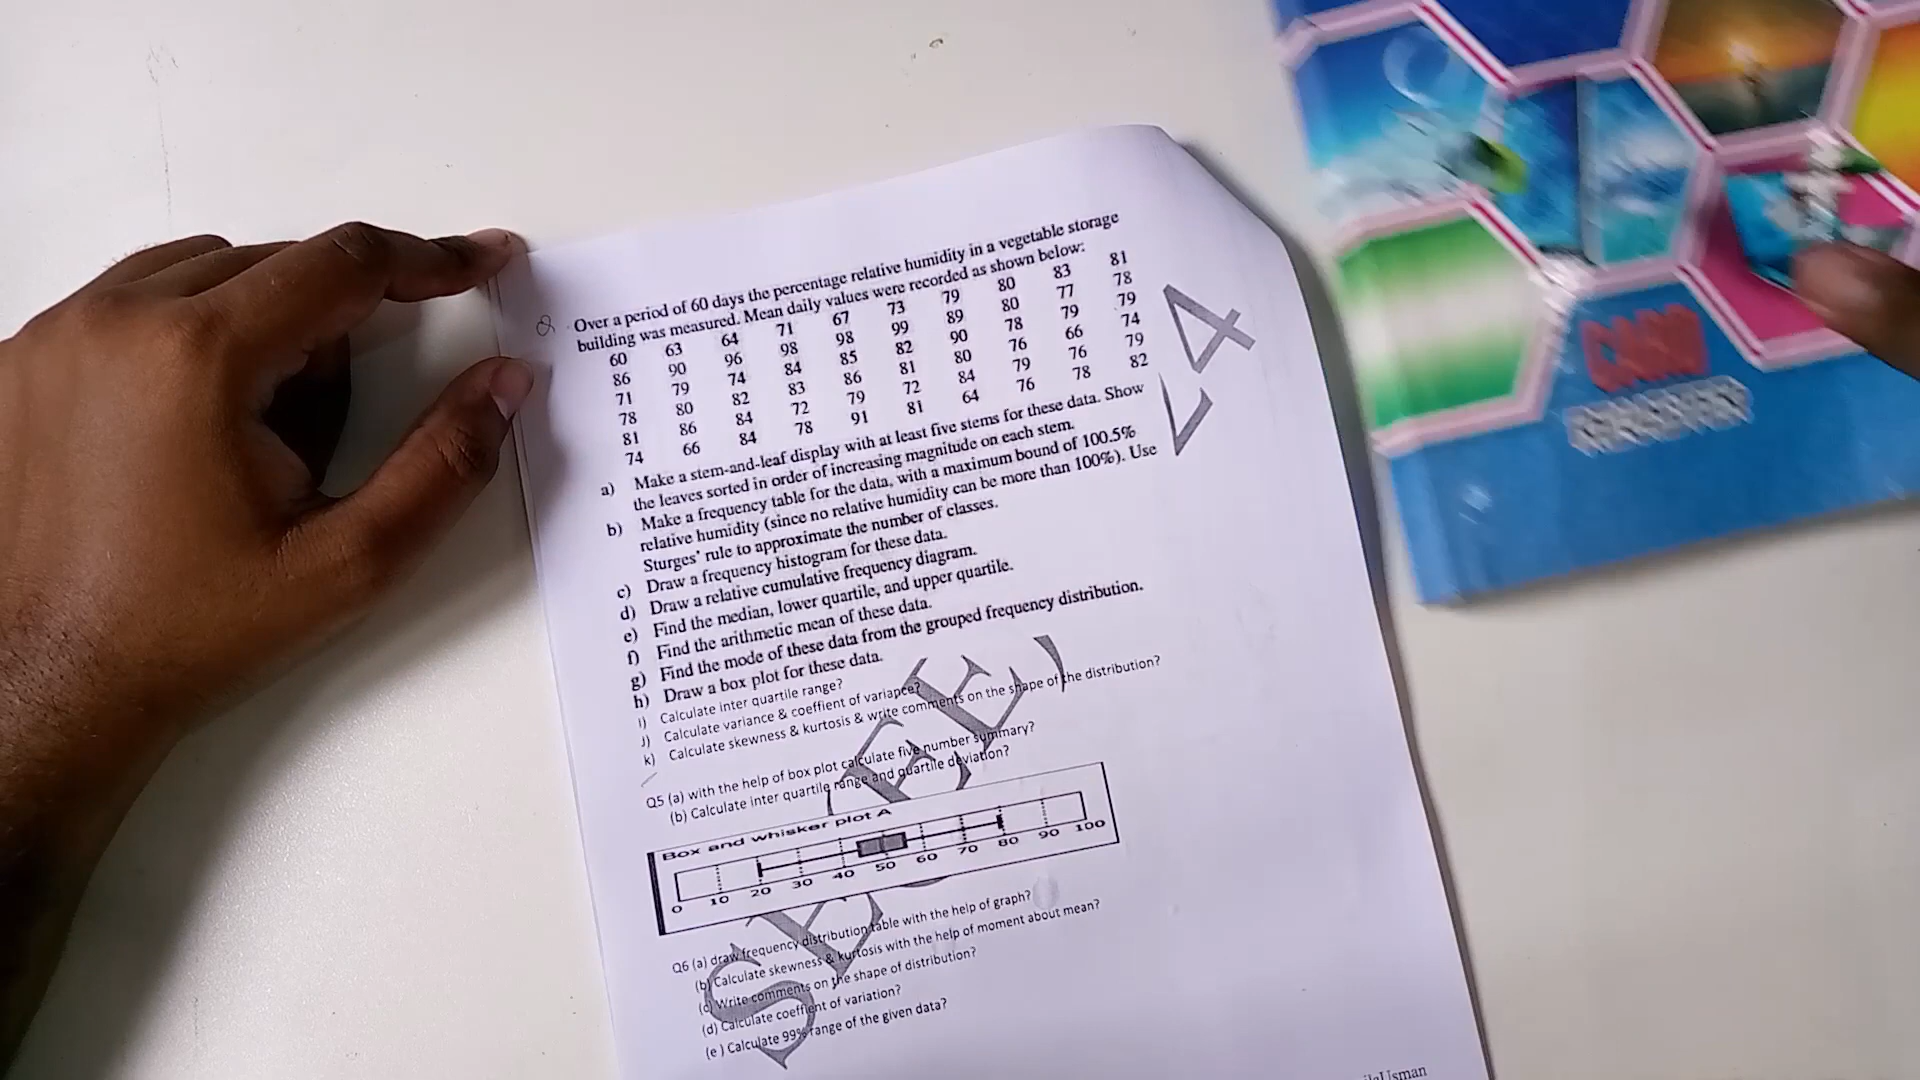 Q Over a period of 60 days the percentage relative humidity in a vegetable storage
building was measured. Mean daily values were recorded as shown below:
60 63 64 71 67 73 79 80 83 81
86 90 96 98 98 99 89 80 77 78
71 79 74 84 85 82 90 78 79 79
78 80 82 83 86 81 80 76 66 74
81 86 84 72 79 72 84 79 76 79
74 66 84 78 91 81 64 76 78 82
a) Make a stem-and-leaf display with at least five stems for these data. Show
the leaves sorted in order of increasing magnitude on each stem.
b) Make a frequency table for the data, with a maximum bound of 100.5%
relative humidity (since no relative humidity can be more than 100%). Use
Sturges' rule to approximate the number of classes.
c) Draw a frequency histogram for these data.
d) Draw a relative cumulative frequency diagram.
e) Find the median, lower quartile, and upper quartile.
f) Find the arithmetic mean of these data.
g) Find the mode of these data from the grouped frequency distribution.
h) Draw a box plot for these data.
i) Calculate inter quartile range?
J) Calculate variance & coeffient of variapce?
k) Calculate skewness & kurtosis & write comments on the shape of the distribution?
Q5 (a) with the help of box plot calculate five number summary?
(b) Calculate inter quartile range and quartile deviation?
Box and whisker plot A
0 10 20 30 40 50 60 70 80 90 100
Q6 (a) draw frequency distribution table with the help of graph?
(b) Calculate skewness & kurtosis with the help of moment about mean?
(c) Write comments on the shape of distribution?
(d) Calculate coeffient of variation?
(e) Calculate 99% range of the given data?
Usman